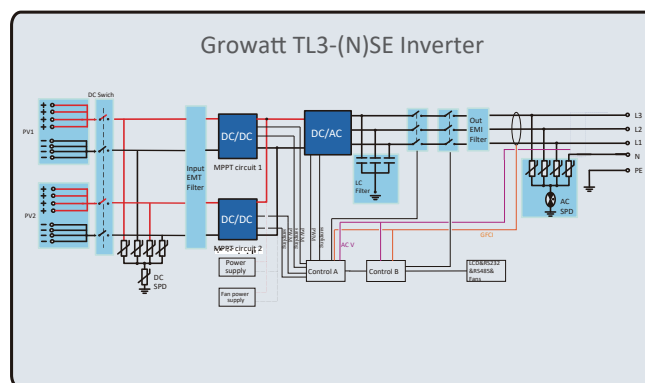 Growatt TL3-(N)SE Inverter
DC Swich
PV1
PV2
Input
EMT
Filter
DC/DC
MPPT circuit 1
DC/DC
MPPT circuit 2
DC/AC
LC
Filter
Out
EMI
Filter
L3
L2
L1
N
PE
AC
SPD
DC
SPD
Power
supply
Fan power
supply
AC V
GFCI
Control A
Control B
LCD&RS232
&RS485&
Fans